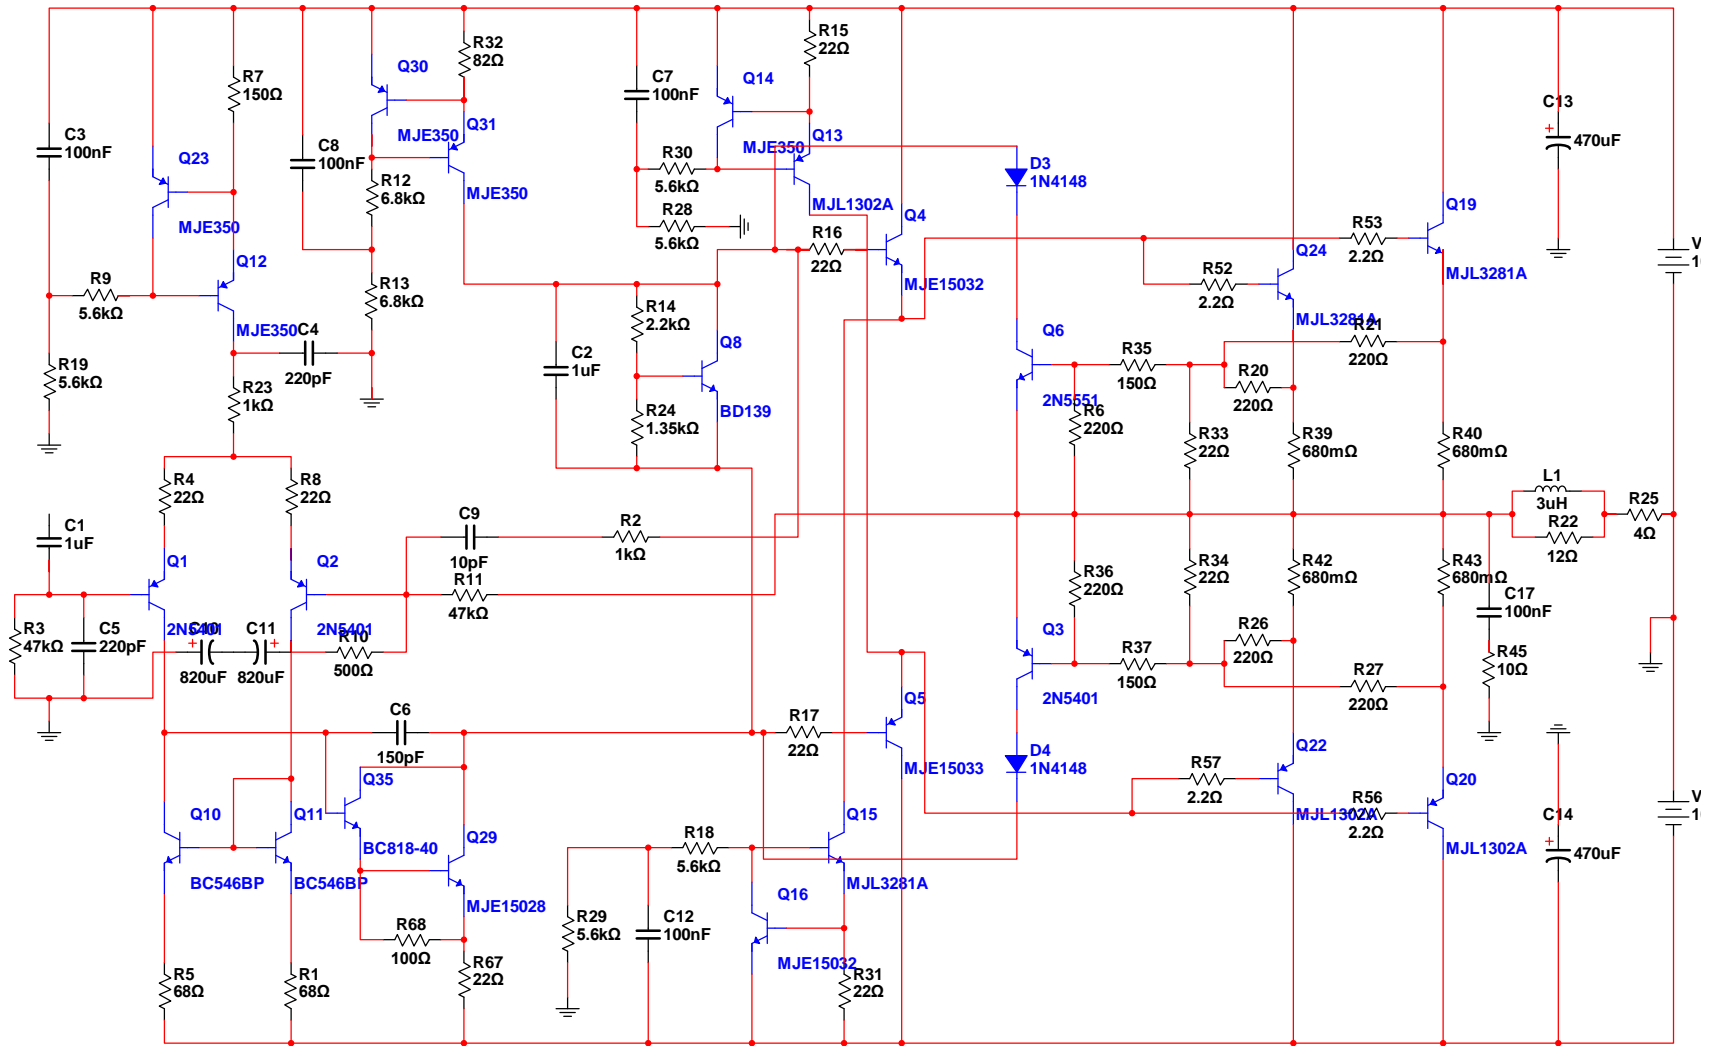 R15
22Ω
R32
82Ω
Q30
R7
150Ω
C7
100nF
Q14
C13
+
470uF
C3
100nF
C8
100nF
MJE350
Q31
Q13
MJE350
Q23
R30
5.6kΩ
D3
1N4148
R12
6.8kΩ
MJE350
MJL1302A
Q19
MJE350
R28
5.6kΩ
Q4
R53
2.2Ω
R16
22Ω
Q24
V
1
Q12
R52
2.2Ω
MJL3281A
R9
5.6kΩ
R13
6.8kΩ
MJE15032
R14
2.2kΩ
MJL3281A
MJE350
C4
220pF
Q6
R21
220Ω
Q8
C2
1uF
R35
150Ω
R19
5.6kΩ
R23
1kΩ
R20
220Ω
2N5551
R24
1.35kΩ
BD139
R6
220Ω
R33
22Ω
R39
680mΩ
R40
680mΩ
R4
22Ω
R8
22Ω
L1
3uH
R25
4Ω
C1
1uF
C9
10pF
R2
1kΩ
R22
12Ω
Q1
Q2
R11
47kΩ
R36
220Ω
R34
22Ω
R42
680mΩ
R43
680mΩ
C17
100nF
R3
47kΩ
C5
220pF
2N5401
+
C10
820uF
C11
+
820uF
2N5401
R10
500Ω
Q3
R26
220Ω
R37
150Ω
R45
10Ω
2N5401
R27
220Ω
Q5
C6
150pF
R17
22Ω
Q22
D4
1N4148
MJE15033
R57
2.2Ω
Q35
Q20
V
1
Q10
Q11
Q15
MJL1302A
R56
2.2Ω
C14
+
470uF
Q29
R18
5.6kΩ
BC818-40
MJL1302A
BC546BP
BC546BP
MJL3281A
Q16
MJE15028
R29
5.6kΩ
C12
100nF
R68
100Ω
MJE15032
R5
68Ω
R1
68Ω
R67
22Ω
R31
22Ω